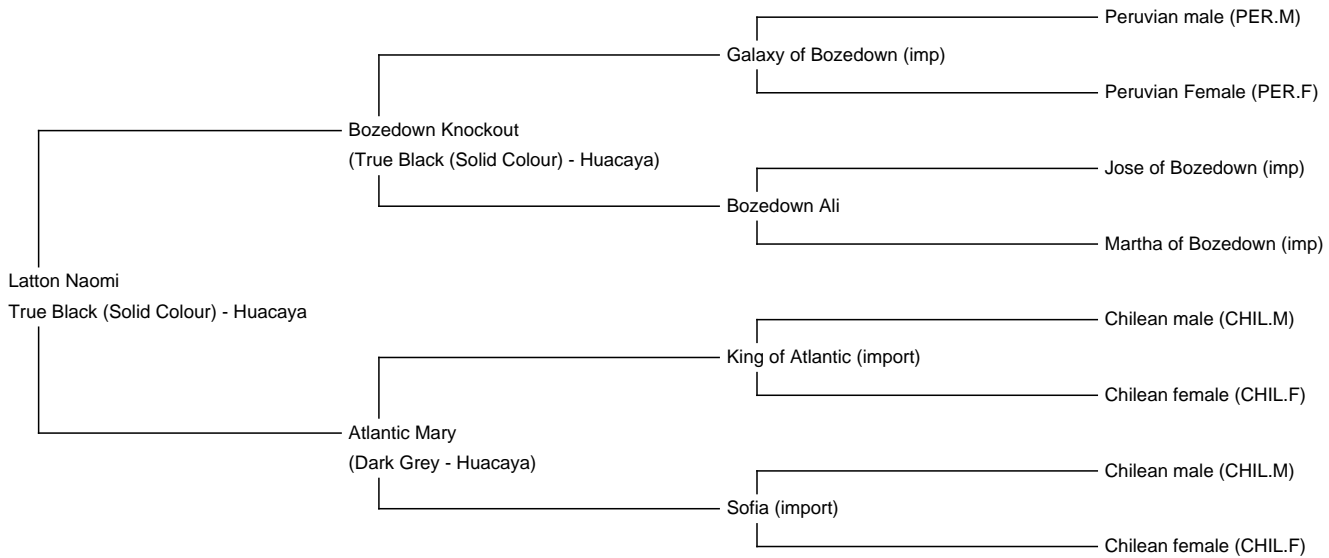 Peruvian male (PER.M)
Galaxy of Bozedown (imp)
Peruvian Female (PER.F)
Bozedown Knockout
(True Black (Solid Colour) - Huacaya)
Jose of Bozedown (imp)
Bozedown Ali
Martha of Bozedown (imp)
Latton Naomi
True Black (Solid Colour) - Huacaya
Chilean male (CHIL.M)
King of Atlantic (import)
Chilean female (CHIL.F)
Atlantic Mary
(Dark Grey - Huacaya)
Chilean male (CHIL.M)
Sofia (import)
Chilean female (CHIL.F)